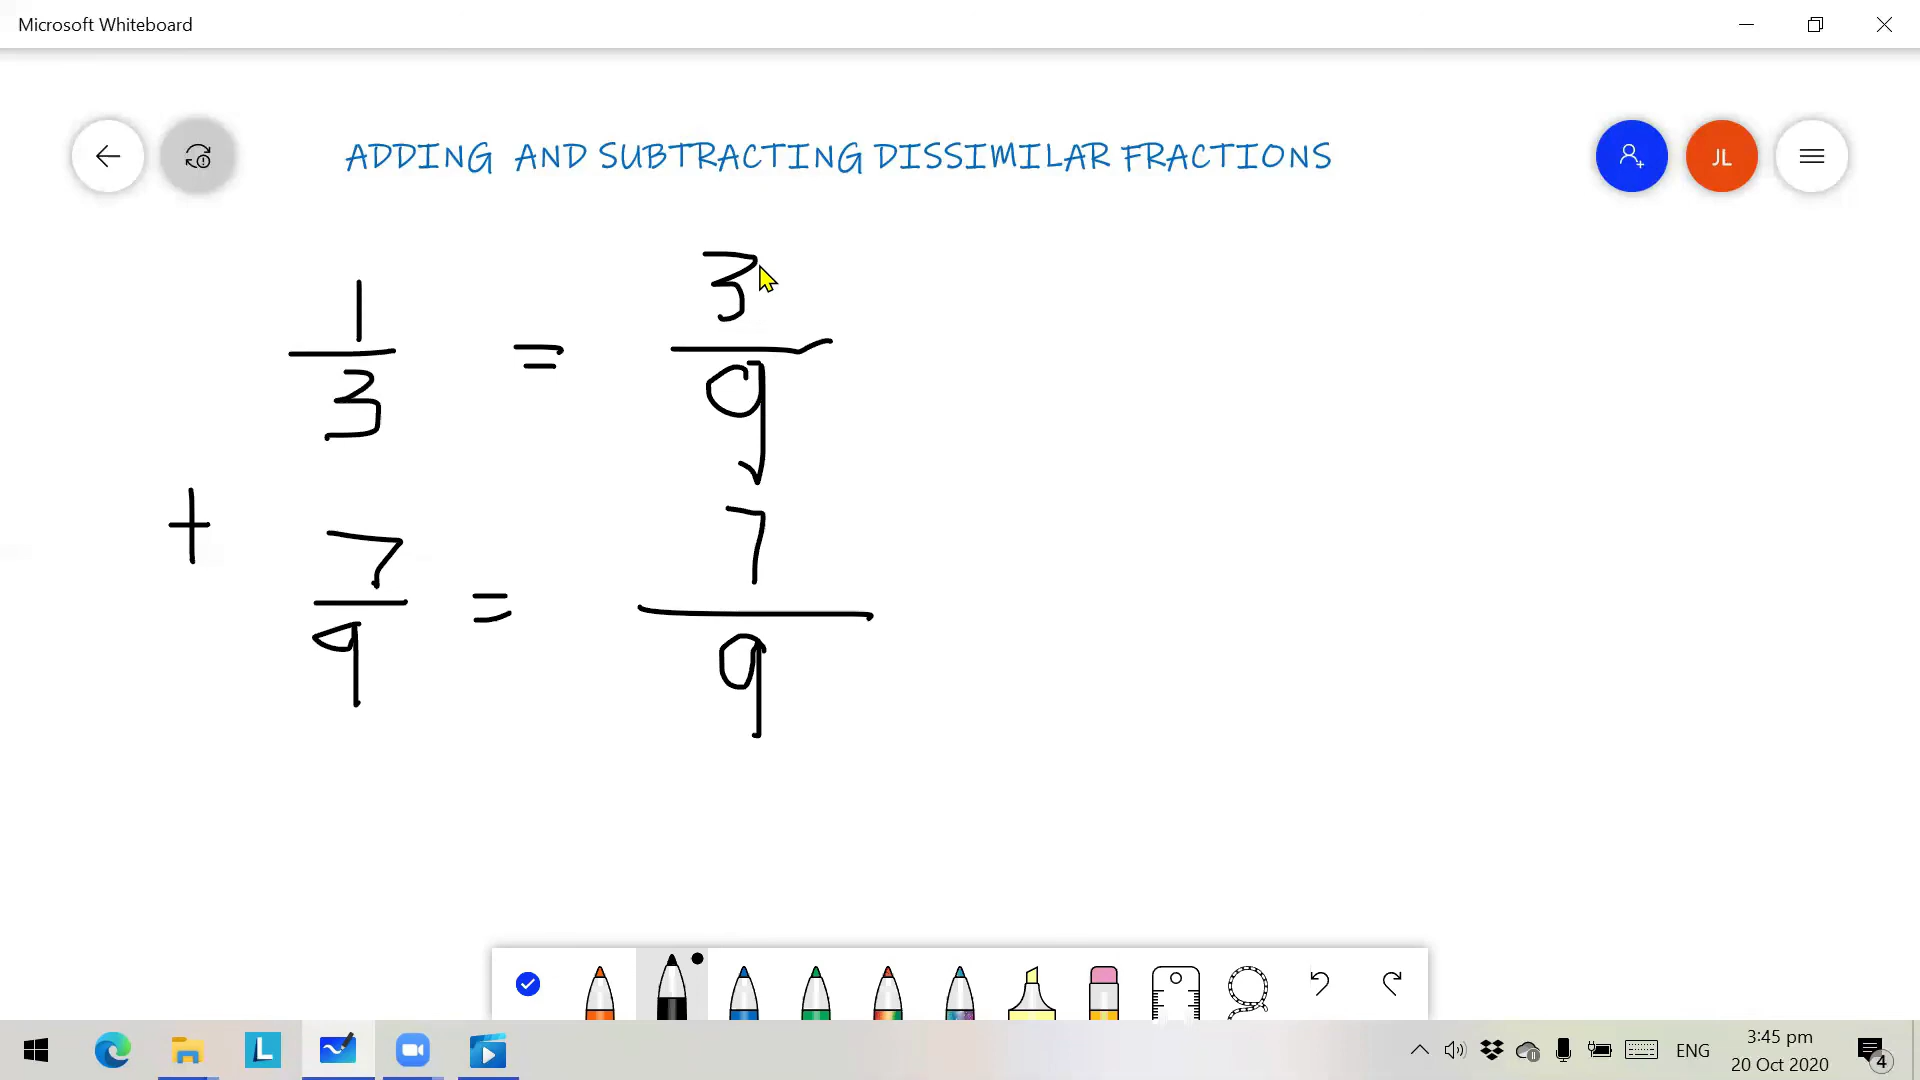 Microsoft Whiteboard
ADDING AND SUBTRACTING DISSIMILAR FRACTIONS
JL
1/3 = 3/9
+ 7/9 = 7/9
L
ENG
3:45 pm
20 Oct 2020
4